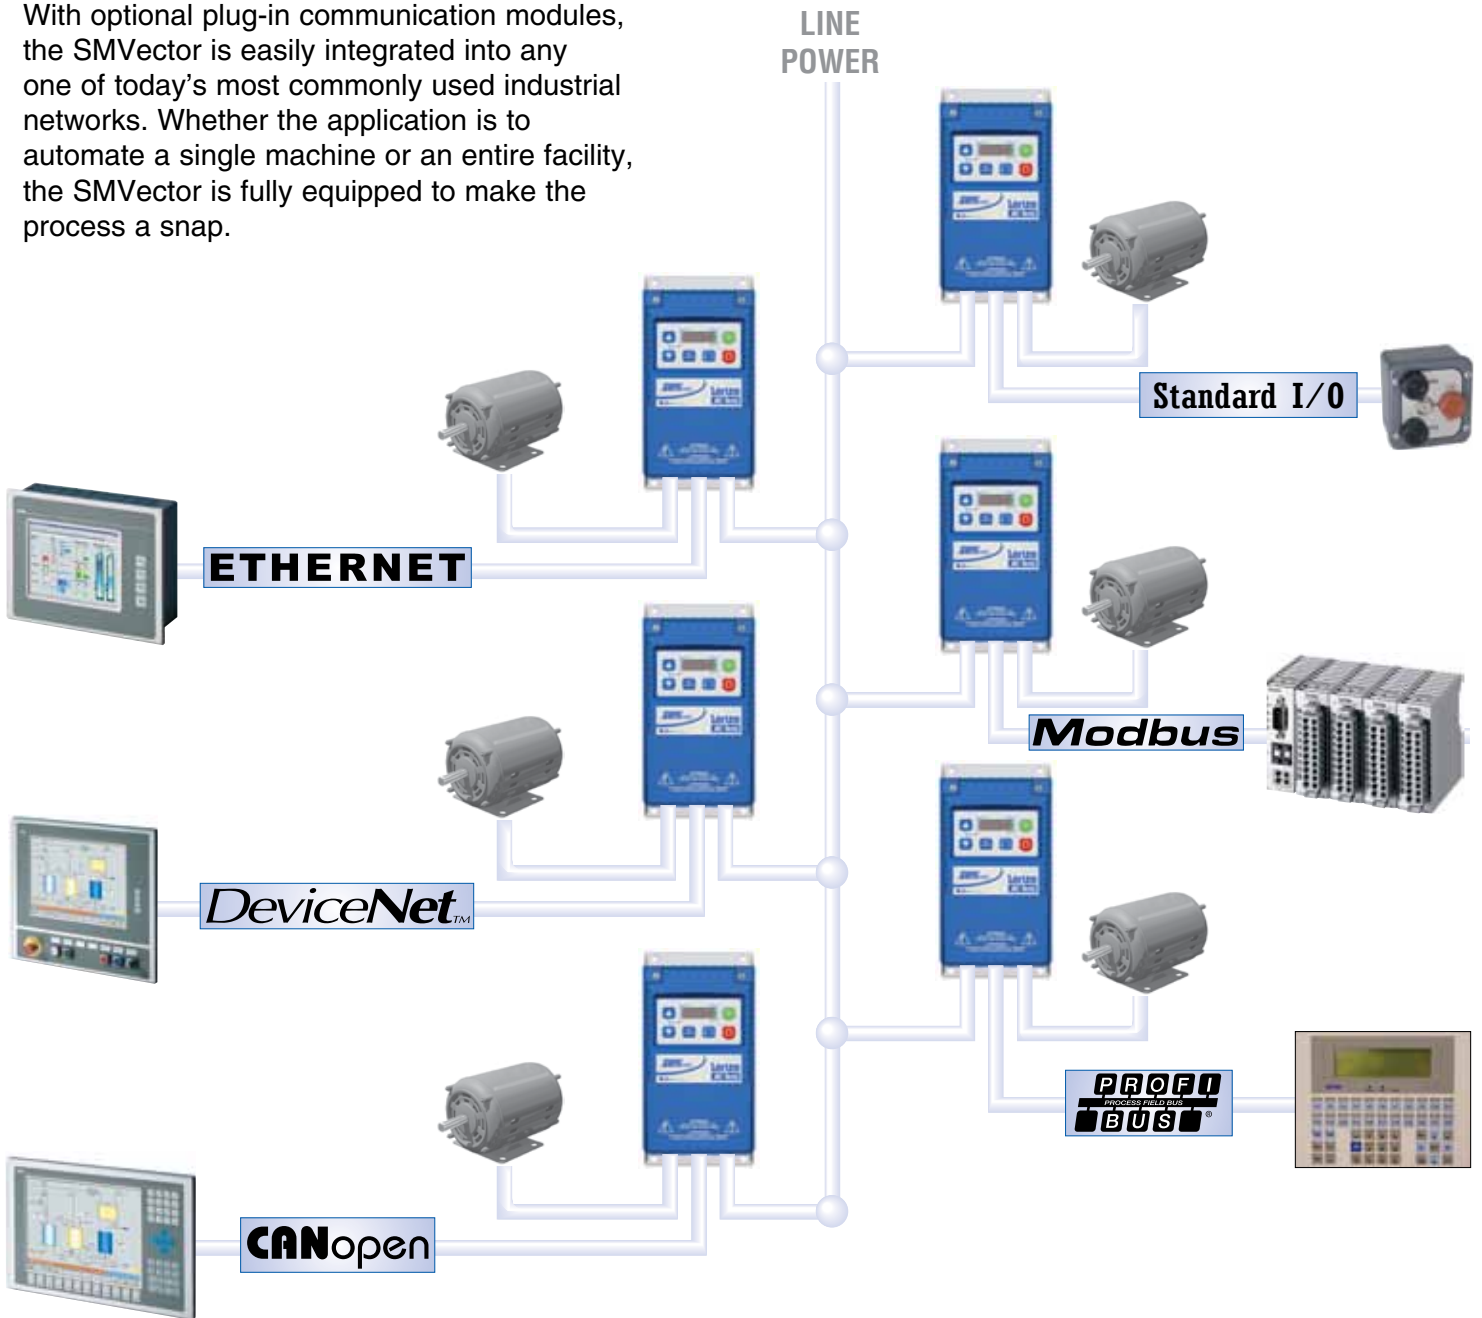 With optional plug-in communication modules,
the SMVector is easily integrated into any
one of today's most commonly used industrial
networks. Whether the application is to
automate a single machine or an entire facility,
the SMVector is fully equipped to make the
process a snap.
LINE
POWER
Standard I/O
ETHERNET
Modbus
DeviceNet™
PROFI
PROCESS FIELD BUS
BUS®
CANopen